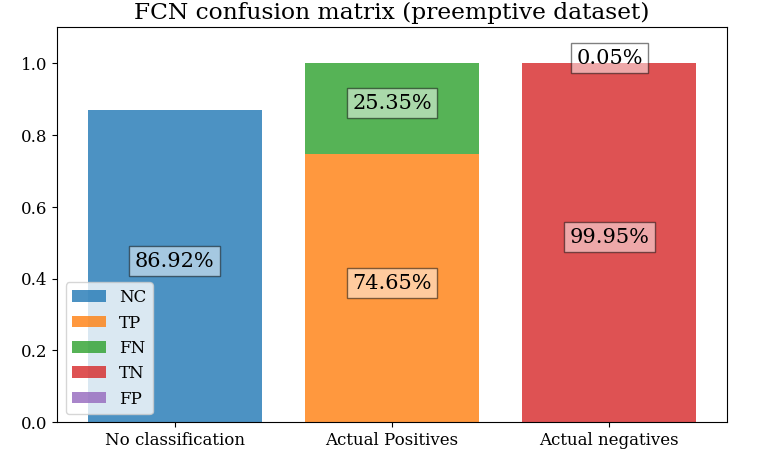 FCN confusion matrix (preemptive dataset)
1.0
0.8
0.6
0.4
0.2
0.0
86.92%
25.35%
74.65%
0.05%
99.95%
NC
TP
FN
TN
FP
No classification
Actual Positives
Actual negatives